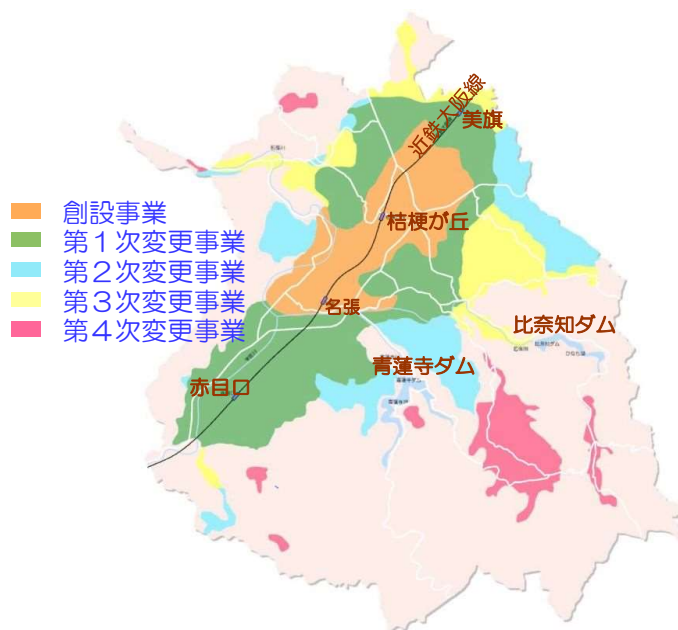 近鉄大阪線
美旗
創設事業
桔梗が丘
第1次変更事業
第2次変更事業
第3次変更事業
名張
比奈知ダム
第4次変更事業
青蓮寺ダム
赤目口